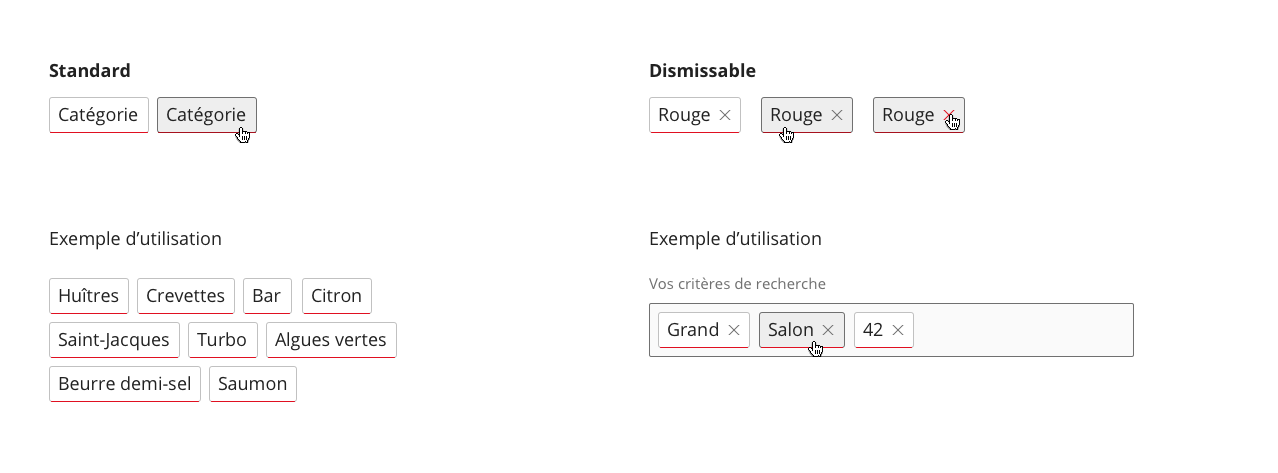 Standard
Catégorie Catégorie
Exemple d’utilisation
Huîtres Crevettes Bar Citron
Saint-Jacques Turbo Algues vertes
Beurre demi-sel Saumon
Dismissable
Rouge Rouge Rouge
Exemple d’utilisation
Vos critères de recherche
Grand Salon 42